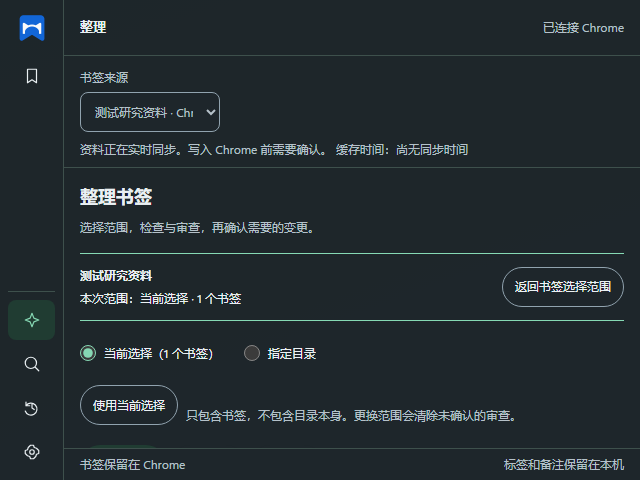 整理
已连接 Chrome
书签来源
测试研究资料 · Chr
资料正在实时同步。写入 Chrome 前需要确认。 缓存时间：尚无同步时间
整理书签
选择范围，检查与审查，再确认需要的变更。
测试研究资料
本次范围：当前选择 · 1 个书签
返回书签选择范围
当前选择（1 个书签）
指定目录
使用当前选择
只包含书签，不包含目录本身。更换范围会清除未确认的审查。
书签保留在 Chrome
标签和备注保留在本机